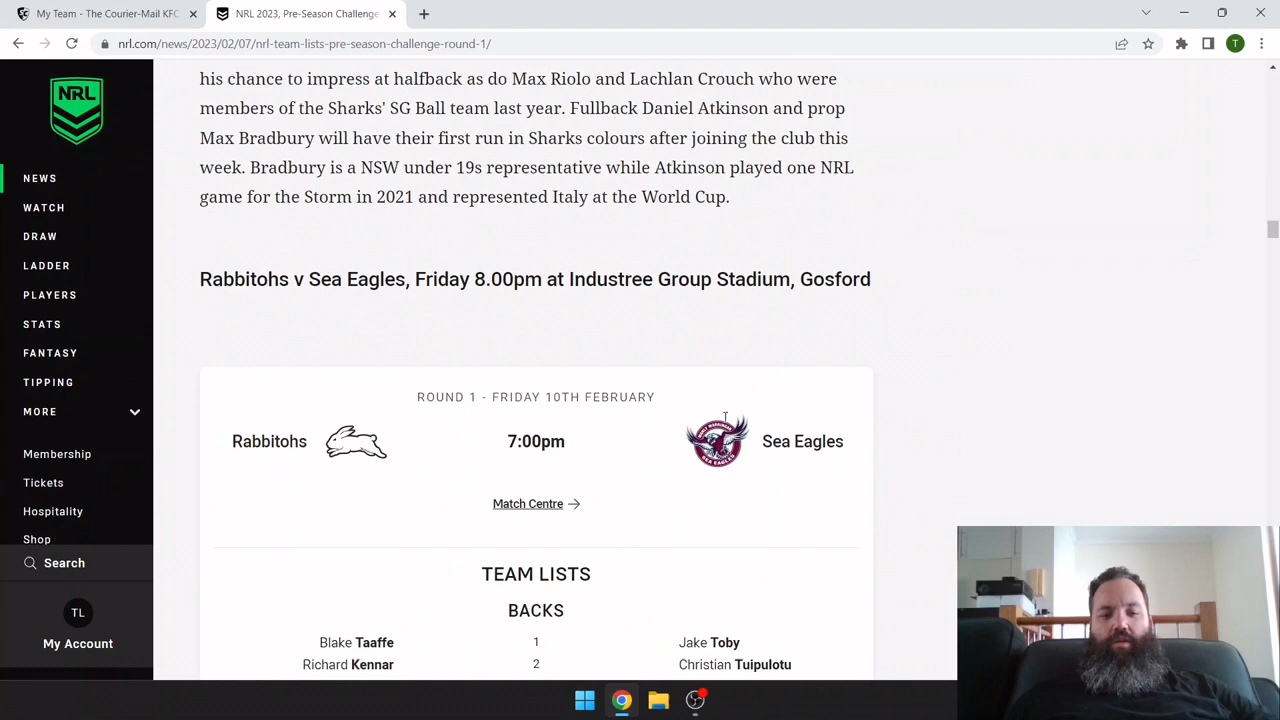 My Team - The Courier-Mail KFC
NRL 2023, Pre-Season Challenge
nrl.com/news/2023/02/07/nrl-team-lists-pre-season-challenge-round-1/
T
NRL
NEWS
WATCH
DRAW
LADDER
PLAYERS
STATS
FANTASY
TIPPING
MORE
Membership
Tickets
Hospitality
Shop
Search
TL
My Account
his chance to impress at halfback as do Max Riolo and Lachlan Crouch who were
members of the Sharks' SG Ball team last year. Fullback Daniel Atkinson and prop
Max Bradbury will have their first run in Sharks colours after joining the club this
week. Bradbury is a NSW under 19s representative while Atkinson played one NRL
game for the Storm in 2021 and represented Italy at the World Cup.
Rabbitohs v Sea Eagles, Friday 8.00pm at Industree Group Stadium, Gosford
ROUND 1 - FRIDAY 10TH FEBRUARY
Rabbitohs 7:00pm Sea Eagles
Match Centre
TEAM LISTS
BACKS
Blake Taaffe 1 Jake Toby
Richard Kennar 2 Christian Tuipulotu